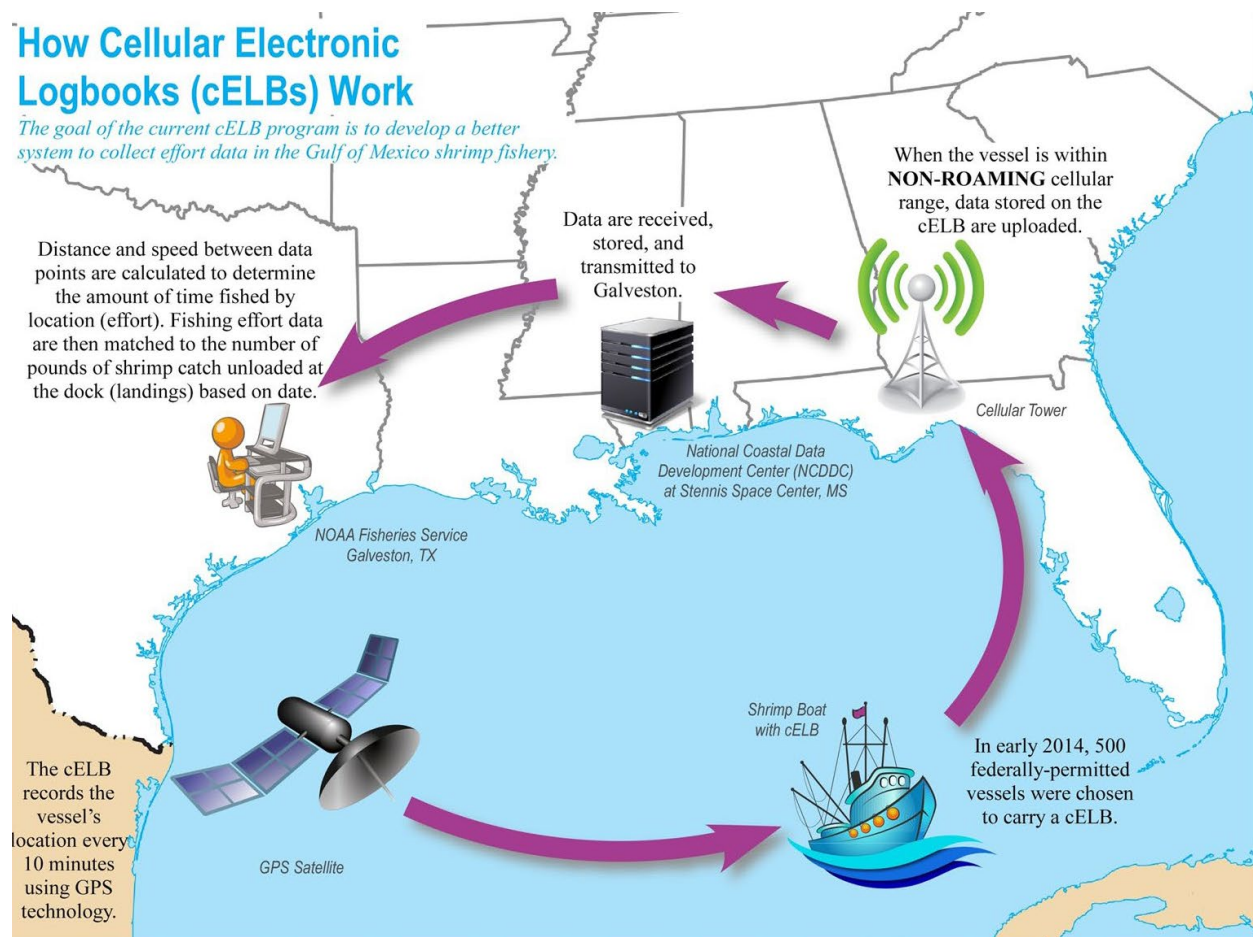 How Cellular Electronic
Logbooks (cELBs) Work
The goal of the current cELB program is to develop a better
system to collect effort data in the Gulf of Mexico shrimp fishery.
When the vessel is within
NON-ROAMING cellular
range, data stored on the
cELB are uploaded.
Data are received,
stored, and
transmitted to
Galveston.
Distance and speed between data
points are calculated to determine
the amount of time fished by
location (effort). Fishing effort data
are then matched to the number of
pounds of shrimp catch unloaded at
the dock (landings) based on date.
Cellular Tower
National Coastal Data
Development Center (NCDDC)
at Stennis Space Center, MS
NOAA Fisheries Service
Galveston, TX
Shrimp Boat
with cELB
In early 2014, 500
federally-permitted
vessels were chosen
to carry a cELB.
The cELB
records the
vessel's
location every
10 minutes
using GPS
technology.
GPS Satellite